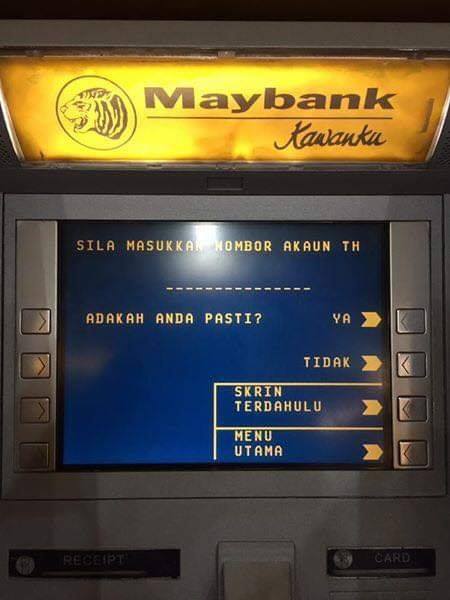 Maybank
Kawanku
SILA MASUKKAN NOMBOR AKAUN TH
---------------
ADAKAH ANDA PASTI?
YA
TIDAK
SKRIN
TERDAHULU
MENU
UTAMA
RECEIPT
CARD